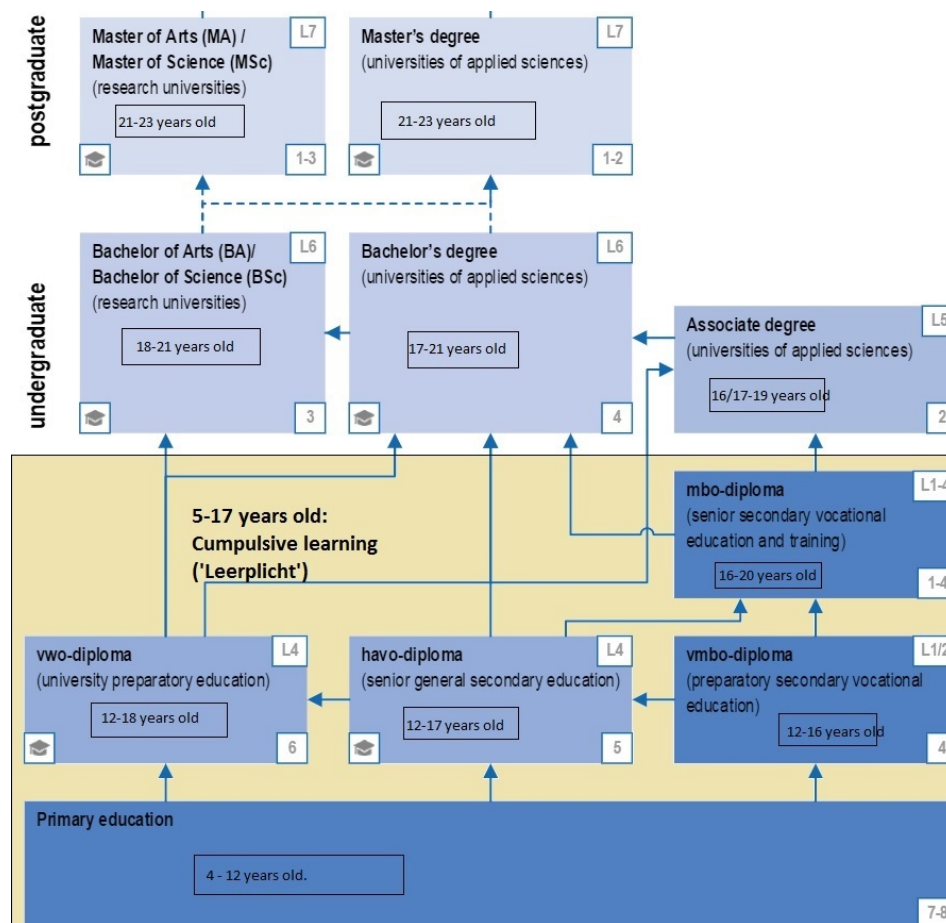 postgraduate
Master of Arts (MA) /
Master of Science (MSc)
(research universities)
21-23 years old
L7
1-3
Master's degree
(universities of applied sciences)
21-23 years old
L7
1-2
undergraduate
Bachelor of Arts (BA)/
Bachelor of Science (BSc)
(research universities)
18-21 years old
L6
3
Bachelor's degree
(universities of applied sciences)
17-21 years old
L6
4
Associate degree
(universities of applied sciences)
16/17-19 years old
L5
2
5-17 years old:
Cumpulsive learning
('Leerplicht')
mbo-diploma
(senior secondary vocational
education and training)
16-20 years old
L1-4
1-4
vwo-diploma
(university preparatory education)
12-18 years old
L4
6
havo-diploma
(senior general secondary education)
12-17 years old
L4
5
vmbo-diploma
(preparatory secondary vocational
education)
12-16 years old
L1/2
4
Primary education
4 - 12 years old.
7-8